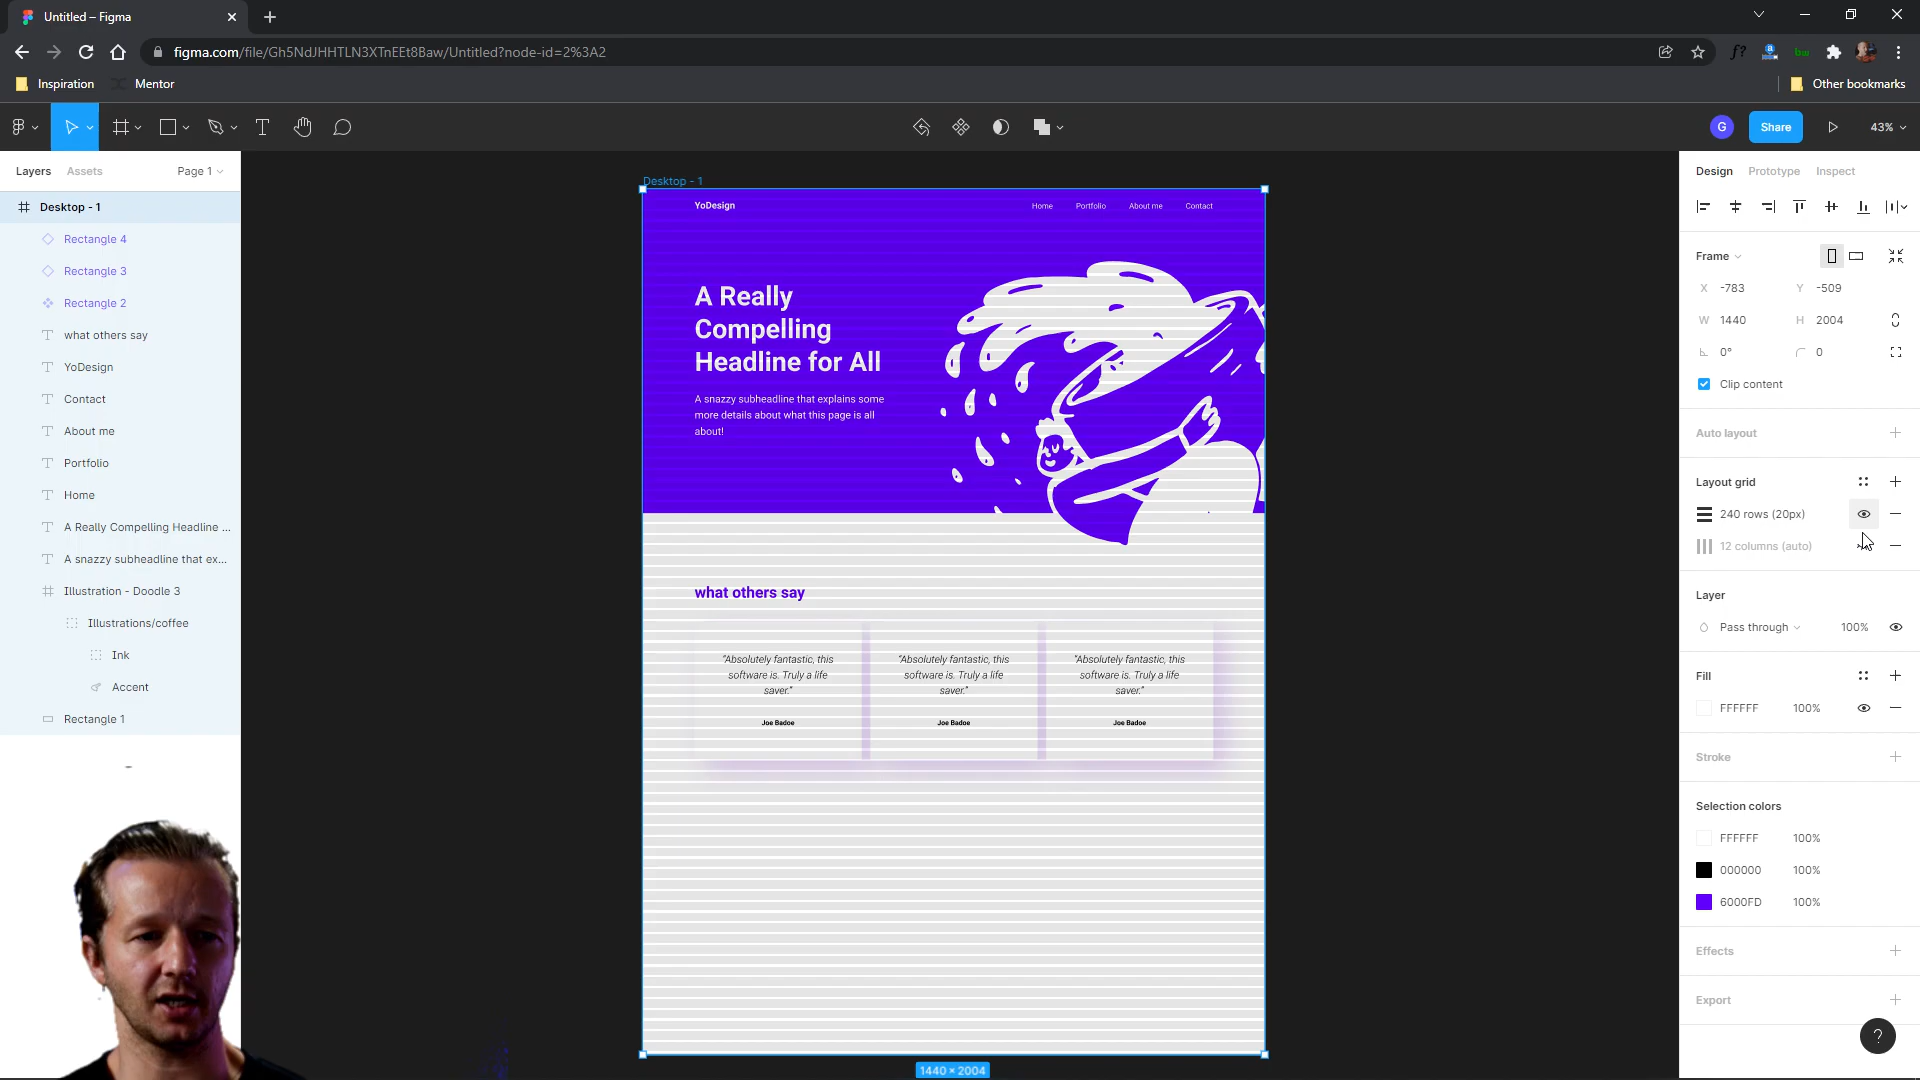 Untitled – Figma
figma.com/file/Gh5NdJHHTLN3XTnEEt8Baw/Untitled?node-id=2%3A2
Inspiration
Mentor
Other bookmarks
G
Share
43%
Layers
Assets
Page 1
Desktop - 1
Rectangle 4
Rectangle 3
Rectangle 2
what others say
YoDesign
Contact
About me
Portfolio
Home
A Really Compelling Headline ...
A snazzy subheadline that ex...
Illustration - Doodle 3
Illustrations/coffee
Ink
Accent
Rectangle 1
Desktop - 1
YoDesign
Home
Portfolio
About me
Contact
A Really
Compelling
Headline for All
A snazzy subheadline that explains some
more details about what this page is all
about!
what others say
"Absolutely fantastic, this
software is. Truly a life
saver."
Joe Badoe
"Absolutely fantastic, this
software is. Truly a life
saver."
Joe Badoe
"Absolutely fantastic, this
software is. Truly a life
saver."
Joe Badoe
1440 × 2004
Design
Prototype
Inspect
Frame
X -783
Y -509
W 1440
H 2004
0°
0
Clip content
Auto layout
Layout grid
240 rows (20px)
12 columns (auto)
Layer
Pass through
100%
Fill
FFFFFF
100%
Stroke
Selection colors
FFFFFF
100%
000000
100%
6000FD
100%
Effects
Export
?